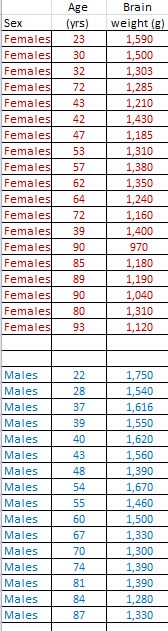 Age Brain
Sex (yrs) weight (g)
Females 23 1,590
Females 30 1,500
Females 32 1,303
Females 72 1,285
Females 43 1,210
Females 42 1,430
Females 47 1,185
Females 53 1,310
Females 57 1,380
Females 62 1,350
Females 64 1,240
Females 72 1,160
Females 39 1,400
Females 90 970
Females 85 1,180
Females 89 1,190
Females 90 1,040
Females 80 1,310
Females 93 1,120
Males 22 1,750
Males 28 1,540
Males 37 1,616
Males 39 1,550
Males 40 1,620
Males 43 1,560
Males 48 1,390
Males 54 1,670
Males 55 1,460
Males 60 1,500
Males 67 1,330
Males 70 1,300
Males 74 1,390
Males 81 1,390
Males 84 1,280
Males 87 1,330